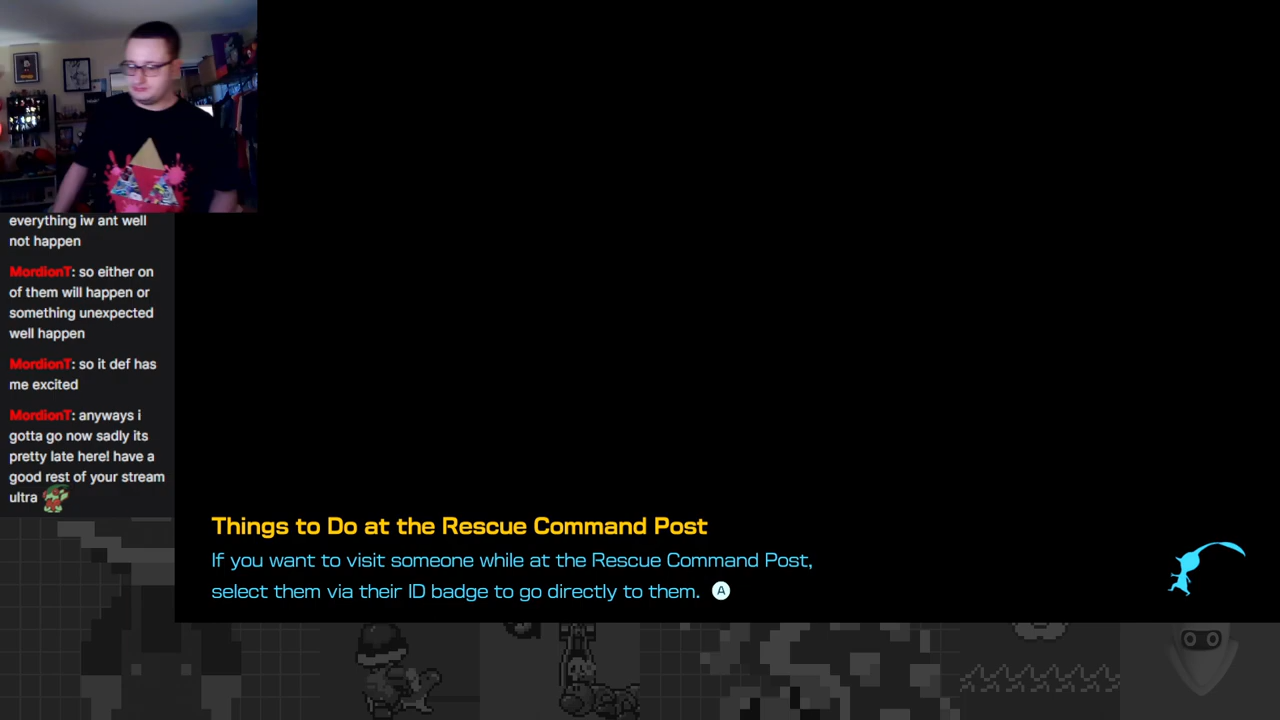 everything iw ant well
not happen
MordionT: so either on
of them will happen or
something unexpected
well happen
MordionT: so it def has
me excited
MordionT: anyways i
gotta go now sadly its
pretty late here! have a
good rest of your stream
ultra
Things to Do at the Rescue Command Post
If you want to visit someone while at the Rescue Command Post,
select them via their ID badge to go directly to them. A